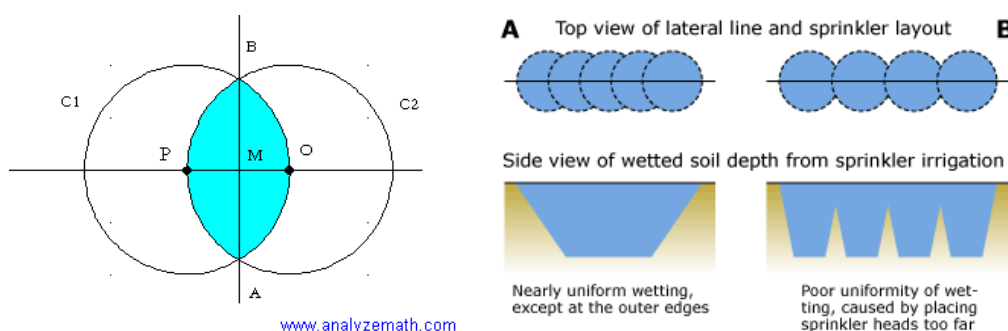 B
C1
C2
P
M
O
A
www.analyzemath.com
A
Top view of lateral line and sprinkler layout
B
Side view of wetted soil depth from sprinkler irrigation
Nearly uniform wetting,
except at the outer edges
Poor uniformity of wet-
ting, caused by placing
sprinkler heads too far